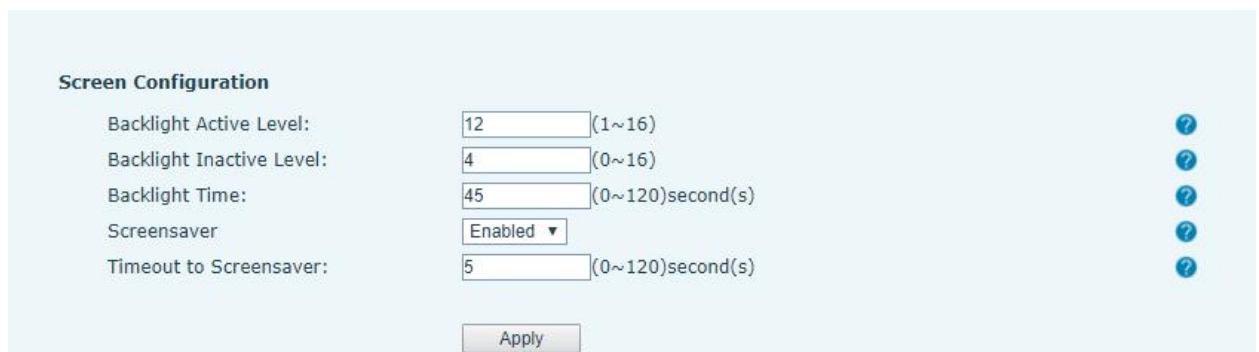 Screen Configuration
Backlight Active Level: 12 (1~16)
Backlight Inactive Level: 4 (0~16)
Backlight Time: 45 (0~120)second(s)
Screensaver Enabled
Timeout to Screensaver: 5 (0~120)second(s)
Apply